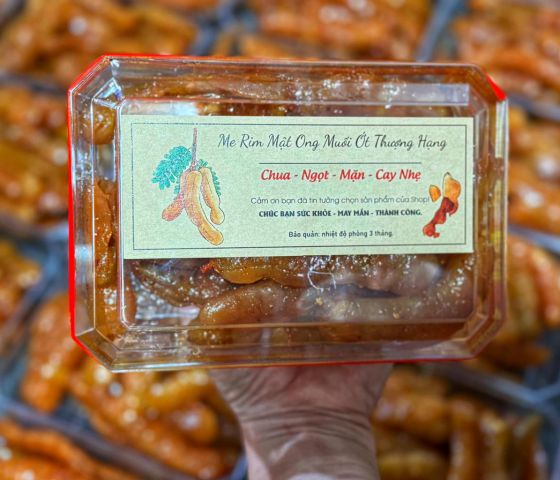 Me Rim Mật Ong Muối Ớt Thượng Hạng
Chua - Ngọt - Mặn - Cay Nhẹ
Cảm ơn bạn đã tin tưởng chọn sản phẩm của Shop!
CHÚC BẠN SỨC KHỎE - MAY MẮN - THÀNH CÔNG.
Bảo quản: nhiệt độ phòng 3 tháng.